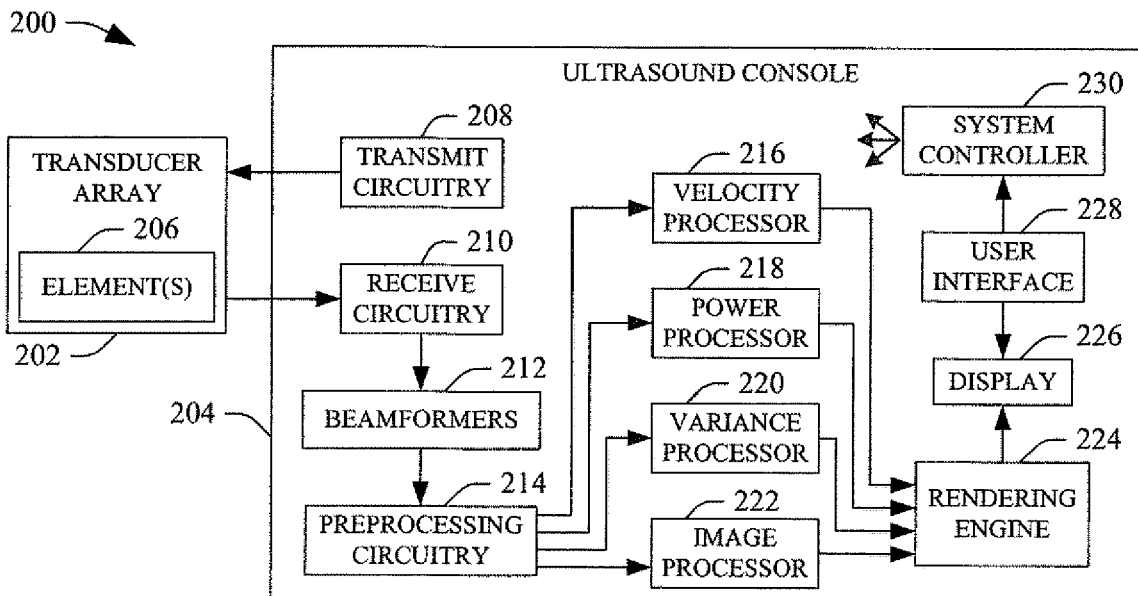 200
ULTRASOUND CONSOLE
230
SYSTEM
CONTROLLER
208
TRANSMIT
CIRCUITRY
TRANSDUCER
ARRAY
206
ELEMENT(S)
202
204
210
RECEIVE
CIRCUITRY
212
BEAMFORMERS
214
PREPROCESSING
CIRCUITRY
216
VELOCITY
PROCESSOR
218
POWER
PROCESSOR
220
VARIANCE
PROCESSOR
222
IMAGE
PROCESSOR
228
USER
INTERFACE
226
DISPLAY
224
RENDERING
ENGINE